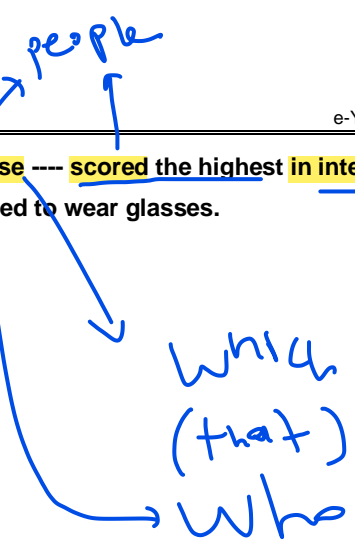 people
e-Y
se ---- scored the highest in inte
ed to wear glasses.
which
(that)
who